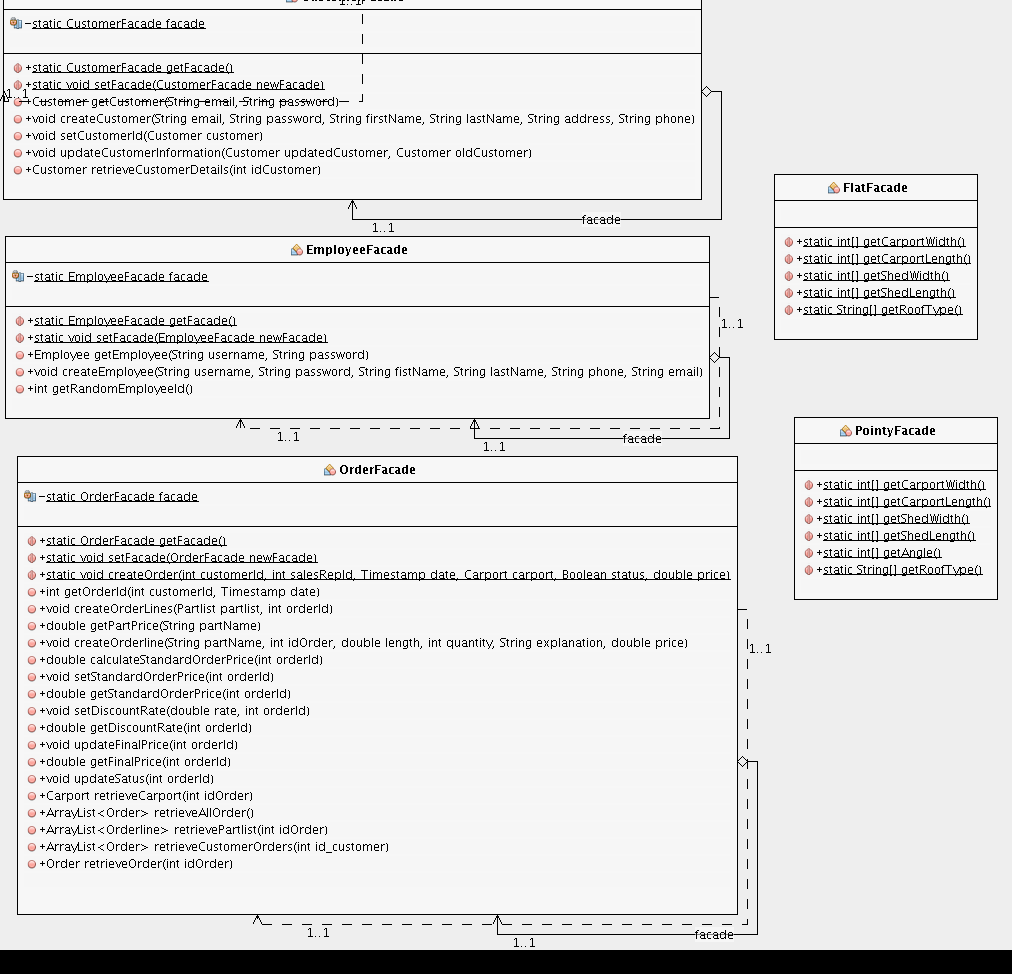 1..1
-static CustomerFacade facade
+static CustomerFacade getFacade()
+static void setFacade(CustomerFacade newFacade)
1..1
+Customer getCustomer(String email, String password)
+void createCustomer(String email, String password, String firstName, String lastName, String address, String phone)
+void setCustomerId(Customer customer)
+void updateCustomerInformation(Customer updatedCustomer, Customer oldCustomer)
+Customer retrieveCustomerDetails(int idCustomer)
facade
1..1
EmployeeFacade
-static EmployeeFacade facade
+static EmployeeFacade getFacade()
+static void setFacade(EmployeeFacade newFacade)
+Employee getEmployee(String username, String password)
+void createEmployee(String username, String password, String fistName, String lastName, String phone, String email)
+int getRandomEmployeeId()
1..1
1..1
facade
1..1
OrderFacade
-static OrderFacade facade
+static OrderFacade getFacade()
+static void setFacade(OrderFacade newFacade)
+static void createOrder(int customerId, int salesRepId, Timestamp date, Carport carport, Boolean status, double price)
+int getOrderId(int customerId, Timestamp date)
+void createOrderLines(Partlist partlist, int orderId)
+double getPartPrice(String partName)
+void createOrderline(String partName, int idOrder, double length, int quantity, String explanation, double price)
+double calculateStandardOrderPrice(int orderId)
+void setStandardOrderPrice(int orderId)
+double getStandardOrderPrice(int orderId)
+void setDiscountRate(double rate, int orderId)
+double getDiscountRate(int orderId)
+void updateFinalPrice(int orderId)
+double getFinalPrice(int orderId)
+void updateSatus(int orderId)
+Carport retrieveCarport(int idOrder)
+ArrayList<Order> retrieveAllOrder()
+ArrayList<Orderline> retrievePartlist(int idOrder)
+ArrayList<Order> retrieveCustomerOrders(int id_customer)
+Order retrieveOrder(int idOrder)
1..1
1..1
facade
1..1
FlatFacade
+static int[] getCarportWidth()
+static int[] getCarportLength()
+static int[] getShedWidth()
+static int[] getShedLength()
+static String[] getRoofType()
PointyFacade
+static int[] getCarportWidth()
+static int[] getCarportLength()
+static int[] getShedWidth()
+static int[] getShedLength()
+static int[] getAngle()
+static String[] getRoofType()